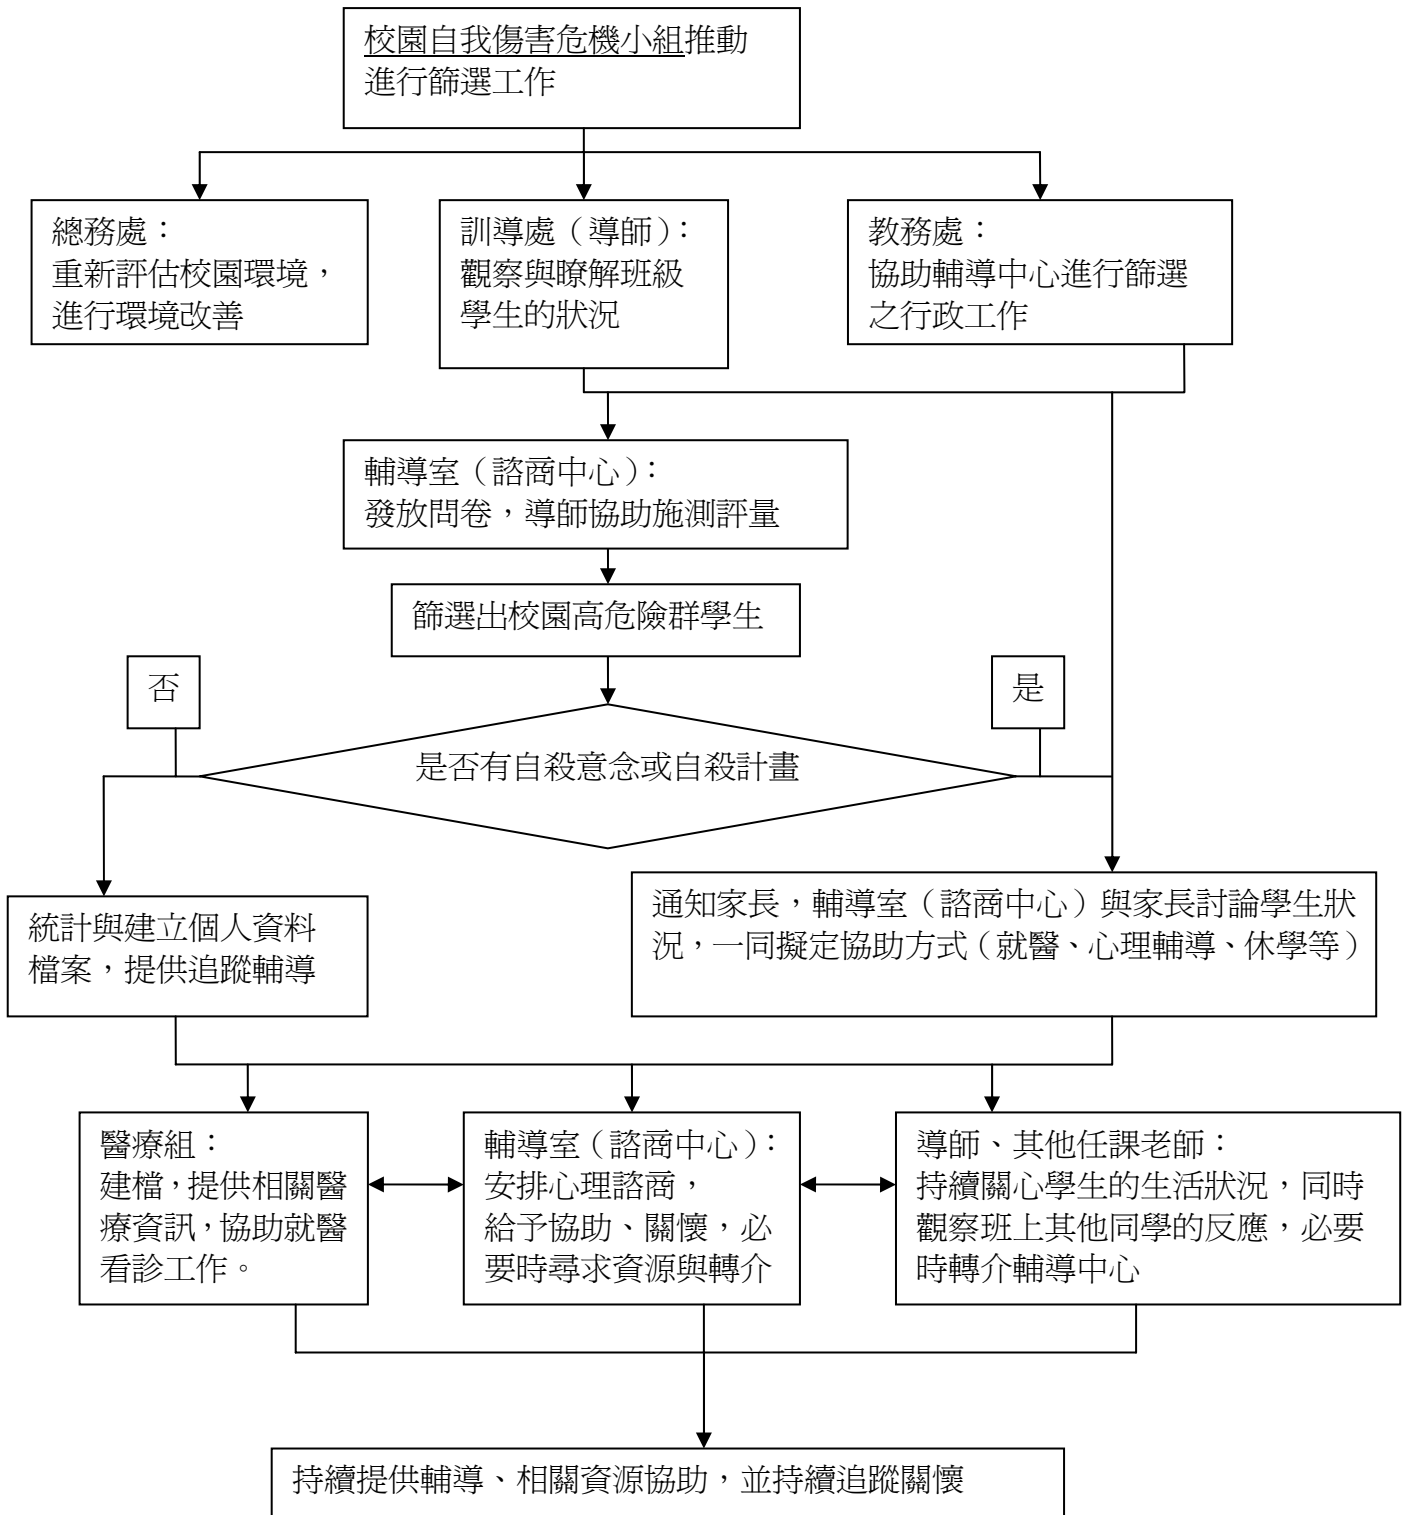 校園自我傷害危機小組推動
進行篩選工作
總務處：
重新評估校園環境，
進行環境改善
訓導處（導師）：
觀察與瞭解班級
學生的狀況
教務處：
協助輔導中心進行篩選
之行政工作
輔導室（諮商中心）：
發放問卷，導師協助施測評量
篩選出校園高危險群學生
否
是
是否有自殺意念或自殺計畫
統計與建立個人資料
檔案，提供追蹤輔導
通知家長，輔導室（諮商中心）與家長討論學生狀
況，一同擬定協助方式（就醫、心理輔導、休學等）
醫療組：
建檔，提供相關醫
療資訊，協助就醫
看診工作。
輔導室（諮商中心）：
安排心理諮商，
給予協助、關懷，必
要時尋求資源與轉介
導師、其他任課老師：
持續關心學生的生活狀況，同時
觀察班上其他同學的反應，必要
時轉介輔導中心
持續提供輔導、相關資源協助，並持續追蹤關懷